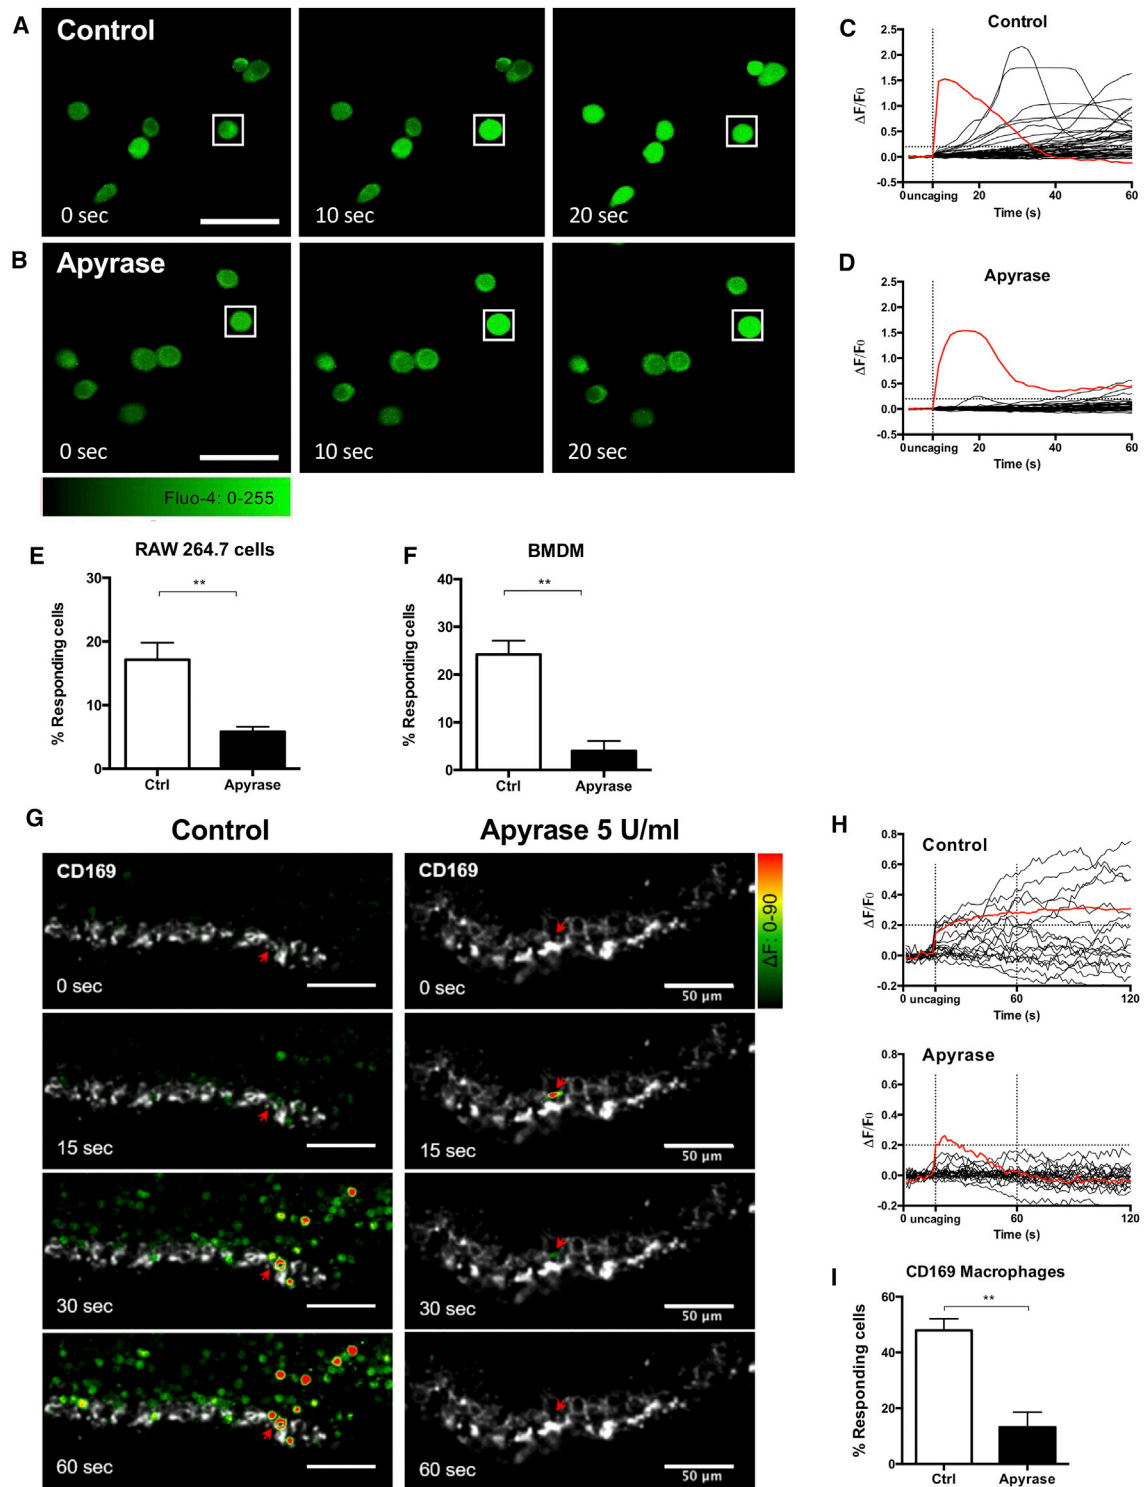 A
Control
0 sec
10 sec
20 sec
B
Apyrase
0 sec
10 sec
20 sec
Fluo-4: 0-255
C
Control
ΔF/F0
2.5
2.0
1.5
1.0
0.5
0.0
-0.5
0 uncaging 20 40 60
Time (s)
D
Apyrase
ΔF/F0
2.5
2.0
1.5
1.0
0.5
0.0
-0.5
0 uncaging 20 40 60
Time (s)
E
RAW 264.7 cells
% Responding cells
30
20
10
0
**
Ctrl Apyrase
F
BMDM
% Responding cells
40
30
20
10
0
**
Ctrl Apyrase
G
Control
Apyrase 5 U/ml
CD169
0 sec
CD169
0 sec
50 µm
ΔF: 0-90
15 sec
15 sec
50 µm
30 sec
30 sec
50 µm
60 sec
60 sec
50 µm
H
Control
ΔF/F0
0.8
0.6
0.4
0.2
0.0
-0.2
0 uncaging 60 120
Time (s)
Apyrase
ΔF/F0
0.8
0.6
0.4
0.2
0.0
-0.2
0 uncaging 60 120
Time (s)
I
CD169 Macrophages
% Responding cells
60
40
20
0
**
Ctrl Apyrase